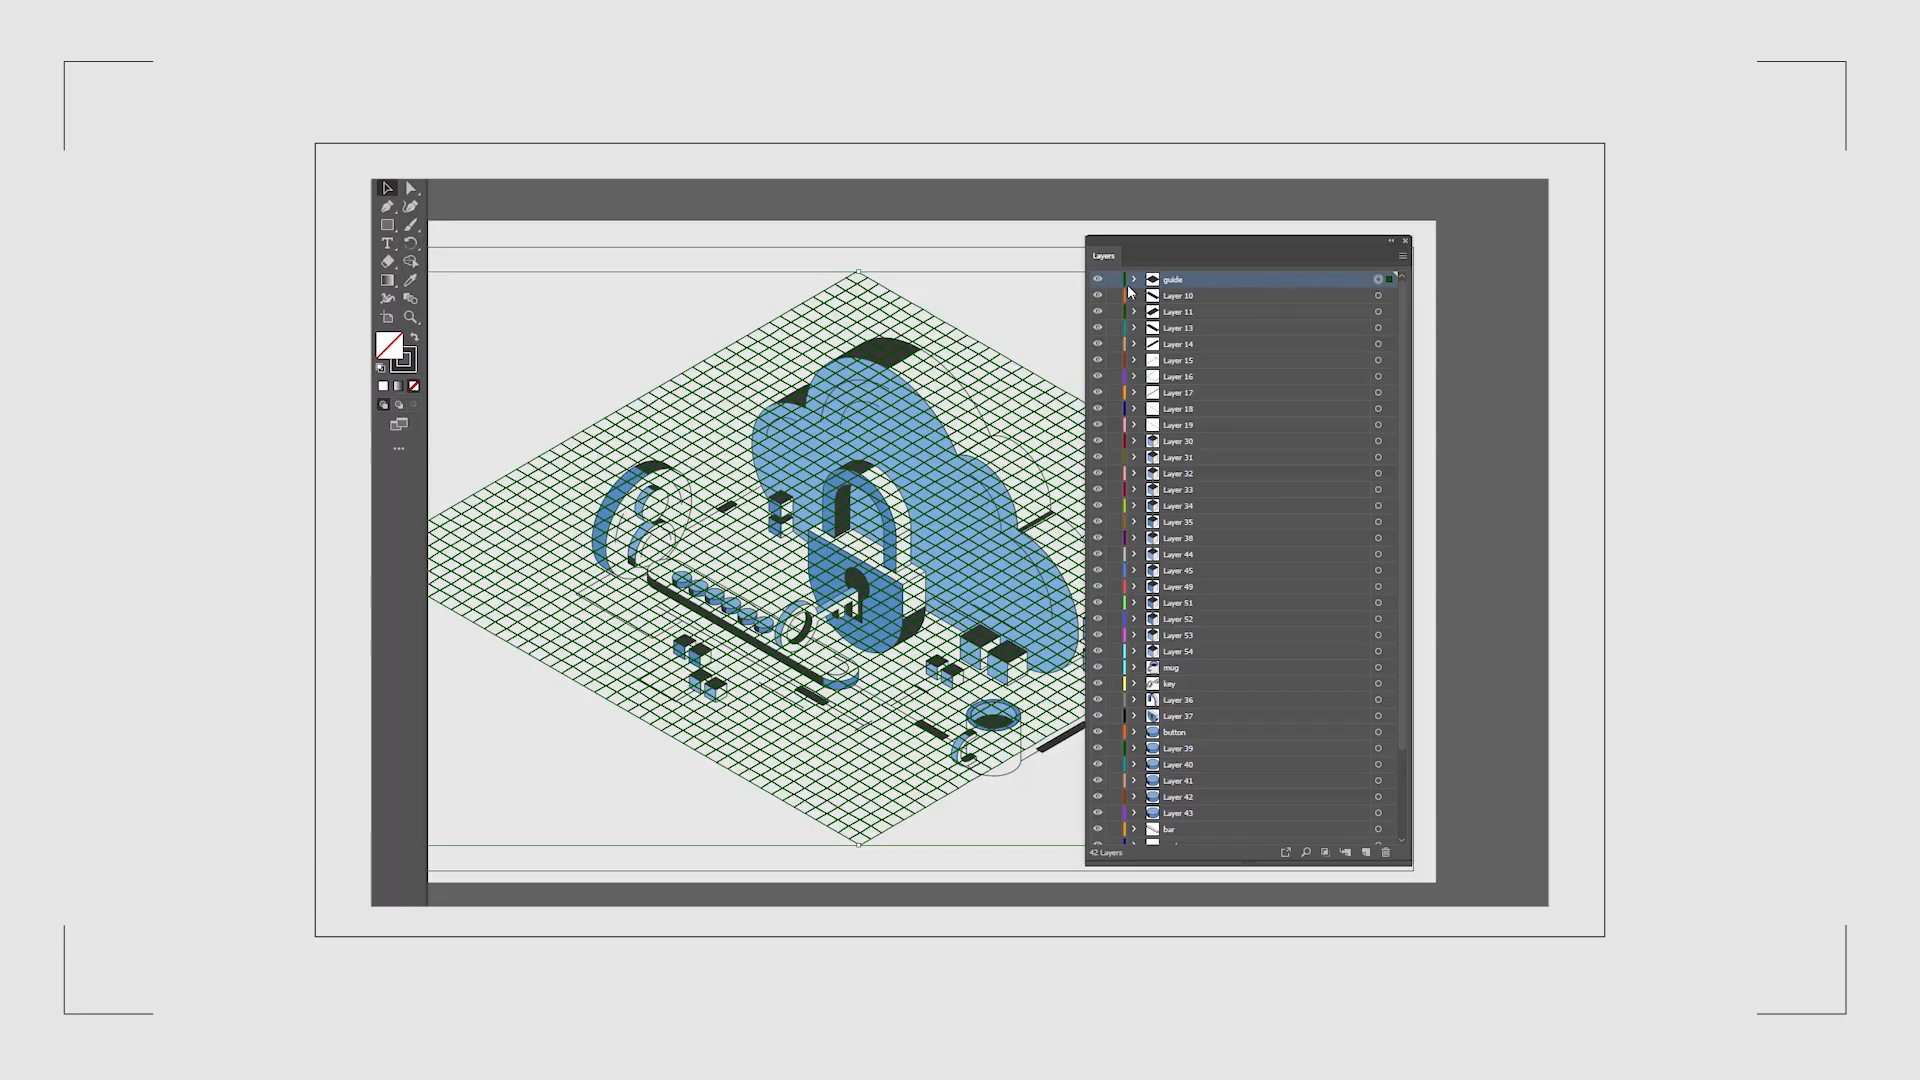 Layers
guide
Layer 10
Layer 11
Layer 13
Layer 14
Layer 15
Layer 16
Layer 17
Layer 18
Layer 19
Layer 30
Layer 31
Layer 32
Layer 33
Layer 34
Layer 35
Layer 38
Layer 44
Layer 45
Layer 49
Layer 51
Layer 52
Layer 53
Layer 54
mug
key
Layer 36
Layer 37
button
Layer 39
Layer 40
Layer 41
Layer 42
Layer 43
bar
42 Layers